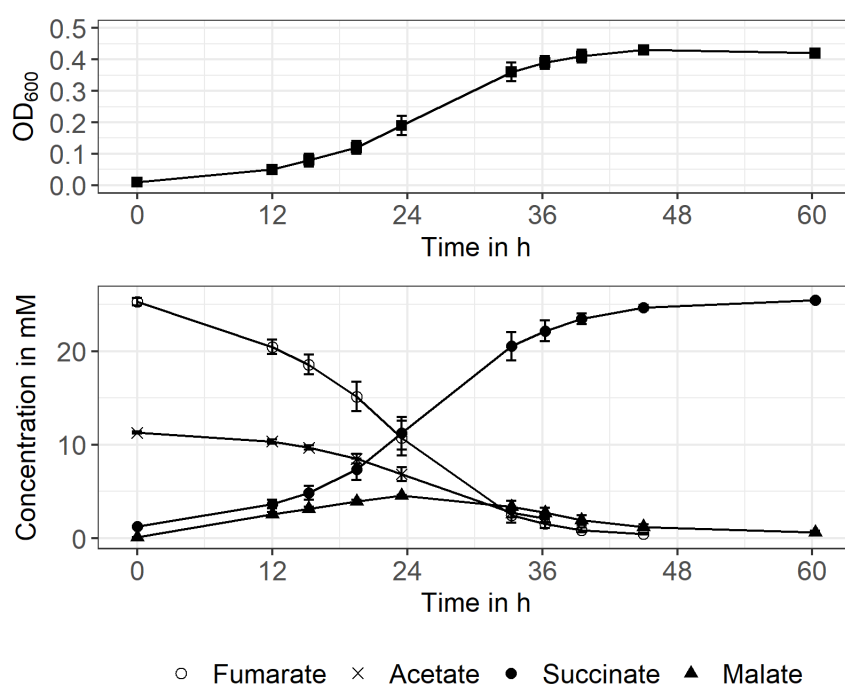 0.5
0.4
0.3
0.2
0.1
0.0
OD600
0 12 24 36 48 60
Time in h
20
10
0
Concentration in mM
0 12 24 36 48 60
Time in h
Fumarate Acetate Succinate Malate